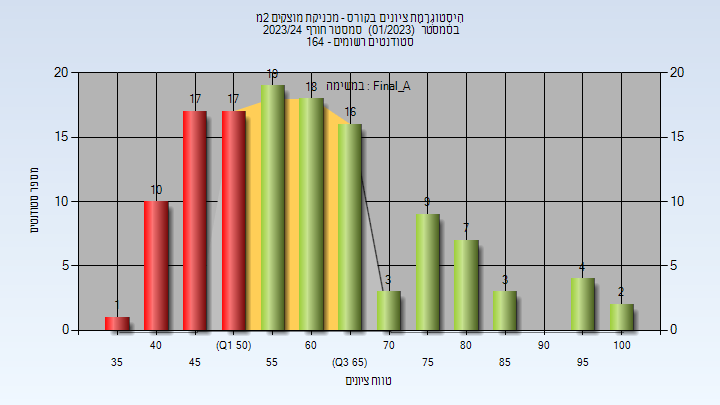 היסטוגרמת ציונים בקורס - מכניקת מוצקים 2מ
בסמסטר (01/2023) סמסטר חורף 2023/24
סטודנטים רשומים - 164
במשימה : Final_A
20 20
15 15
10 10
5 5
0 0
1 10 17 17 19 18 16 3 9 7 3 4 2
מספר סטודנטים
40 (Q1 50) 60 70 80 90 100
35 45 55 (Q3 65) 75 85 95
טווח ציונים